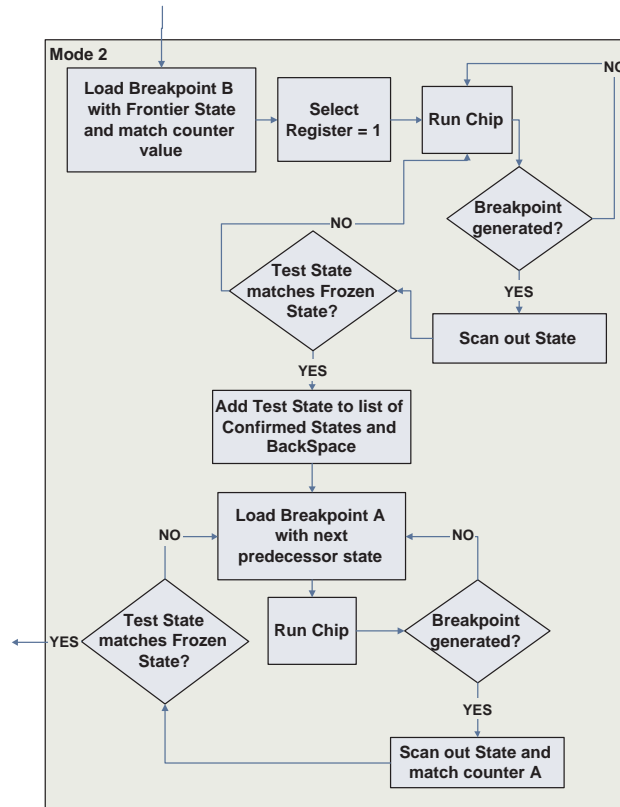 Mode 2
Load Breakpoint B
with Frontier State
and match counter
value
Select
Register = 1
Run Chip
NO
Breakpoint
generated?
YES
Scan out State
NO
Test State
matches Frozen
State?
YES
Add Test State to list of
Confirmed States and
BackSpace
Load Breakpoint A
with next
predecessor state
NO
NO
Run Chip
Breakpoint
generated?
YES
Scan out State and
match counter A
Test State
matches Frozen
State?
YES